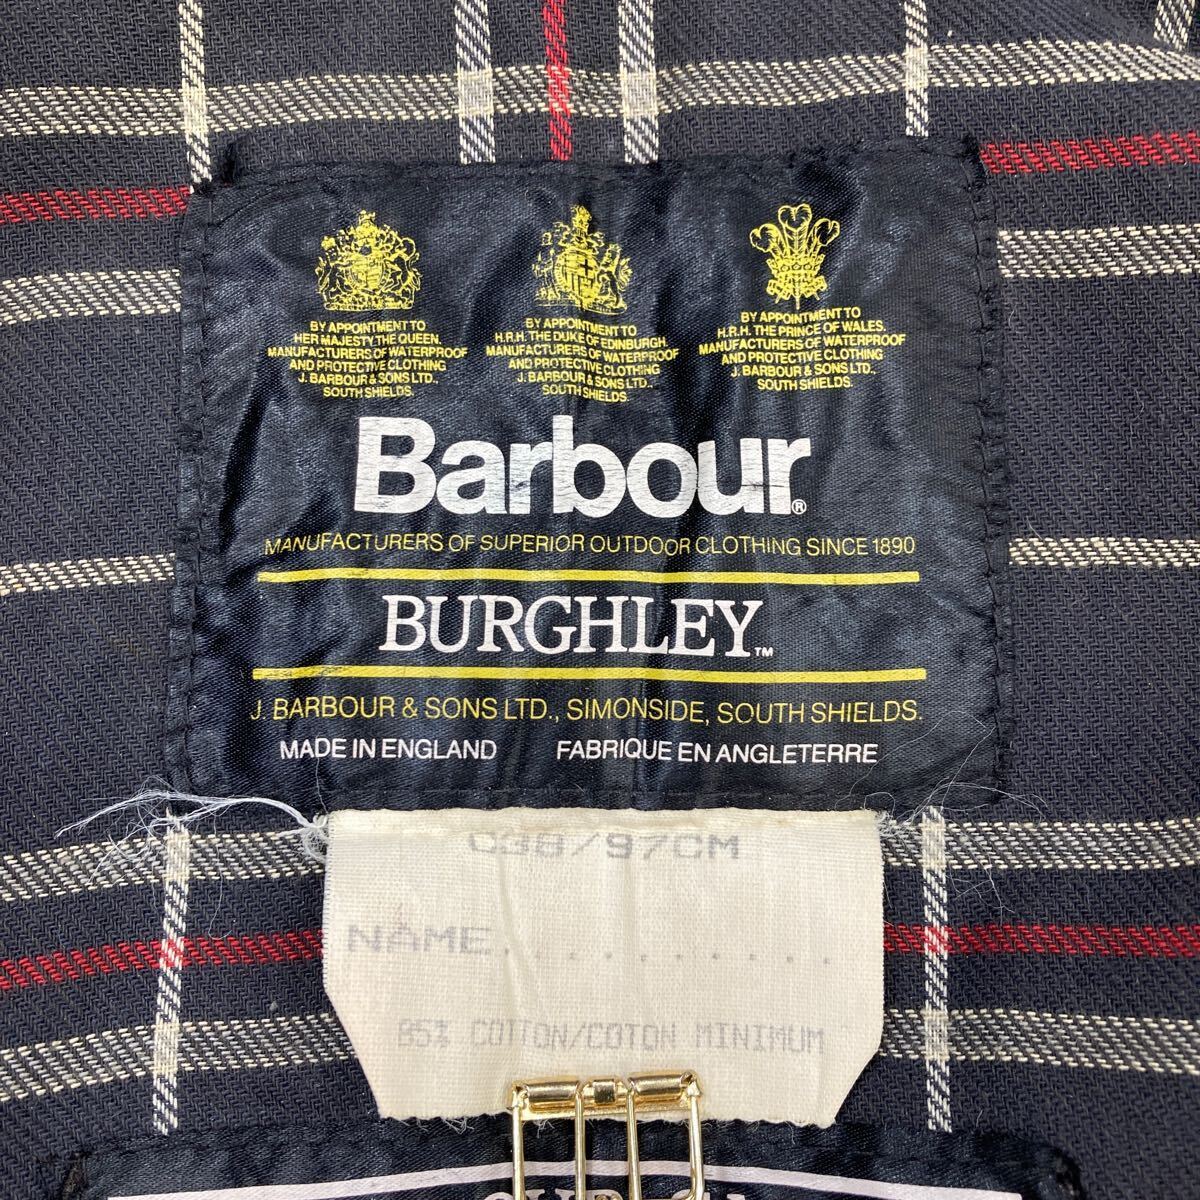 BY APPOINTMENT TO
HER MAJESTY THE QUEEN.
MANUFACTURERS OF WATERPROOF
AND PROTECTIVE CLOTHING
J. BARBOUR & SONS LTD.,
SOUTH SHIELDS.
BY APPOINTMENT TO
H.R.H. THE DUKE OF EDINBURGH.
MANUFACTURERS OF WATERPROOF
AND PROTECTIVE CLOTHING
J. BARBOUR & SONS LTD.,
SOUTH SHIELDS.
BY APPOINTMENT TO
H.R.H. THE PRINCE OF WALES.
MANUFACTURERS OF WATERPROOF
AND PROTECTIVE CLOTHING
J. BARBOUR & SONS LTD.,
SOUTH SHIELDS.
Barbour®
MANUFACTURERS OF SUPERIOR OUTDOOR CLOTHING SINCE 1890
BURGHLEY™
J. BARBOUR & SONS LTD., SIMONSIDE, SOUTH SHIELDS.
MADE IN ENGLAND FABRIQUE EN ANGLETERRE
C38/97CM
NAME............
85% COTTON/COTON MINIMUM